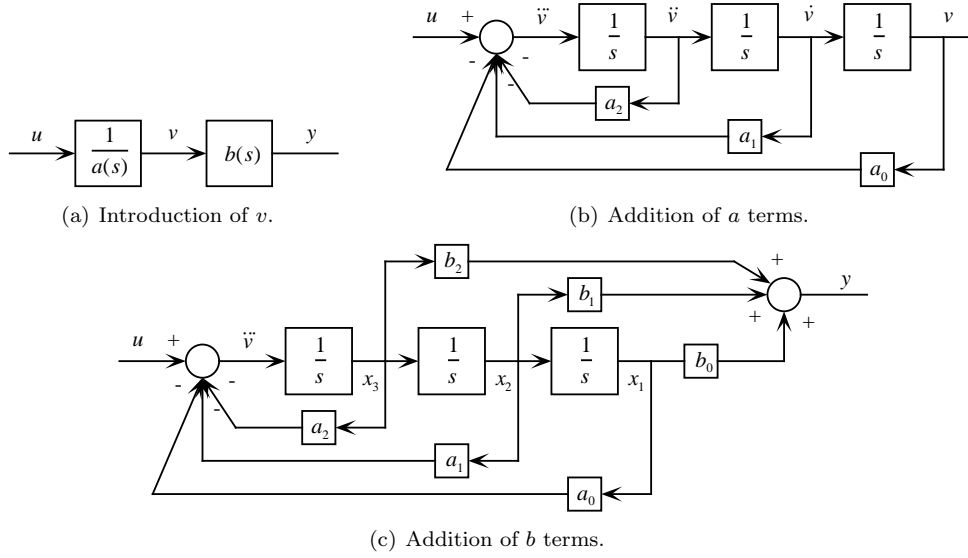 u 1/a(s) v b(s) y
(a) Introduction of v.
u + - - - v⃛ 1/s v̈ 1/s v̇ 1/s v
a₂
a₁
a₀
(b) Addition of a terms.
b₂ +
b₁ + y
u + - - - v⃛ 1/s x₃ 1/s x₂ 1/s x₁ b₀ +
a₂
a₁
a₀
(c) Addition of b terms.